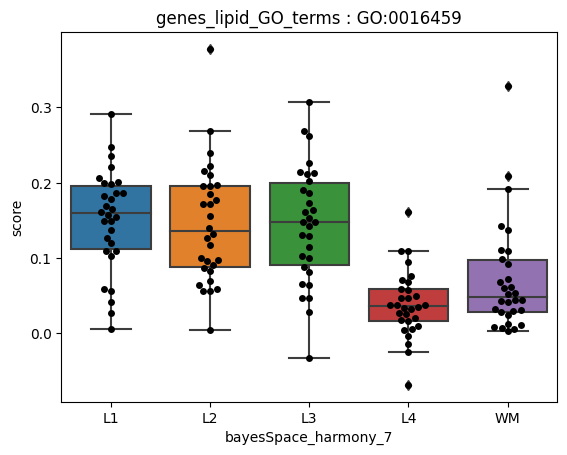 genes_lipid_GO_terms : GO:0016459
score
0.3
0.2
0.1
0.0
L1 L2 L3 L4 WM
bayesSpace_harmony_7